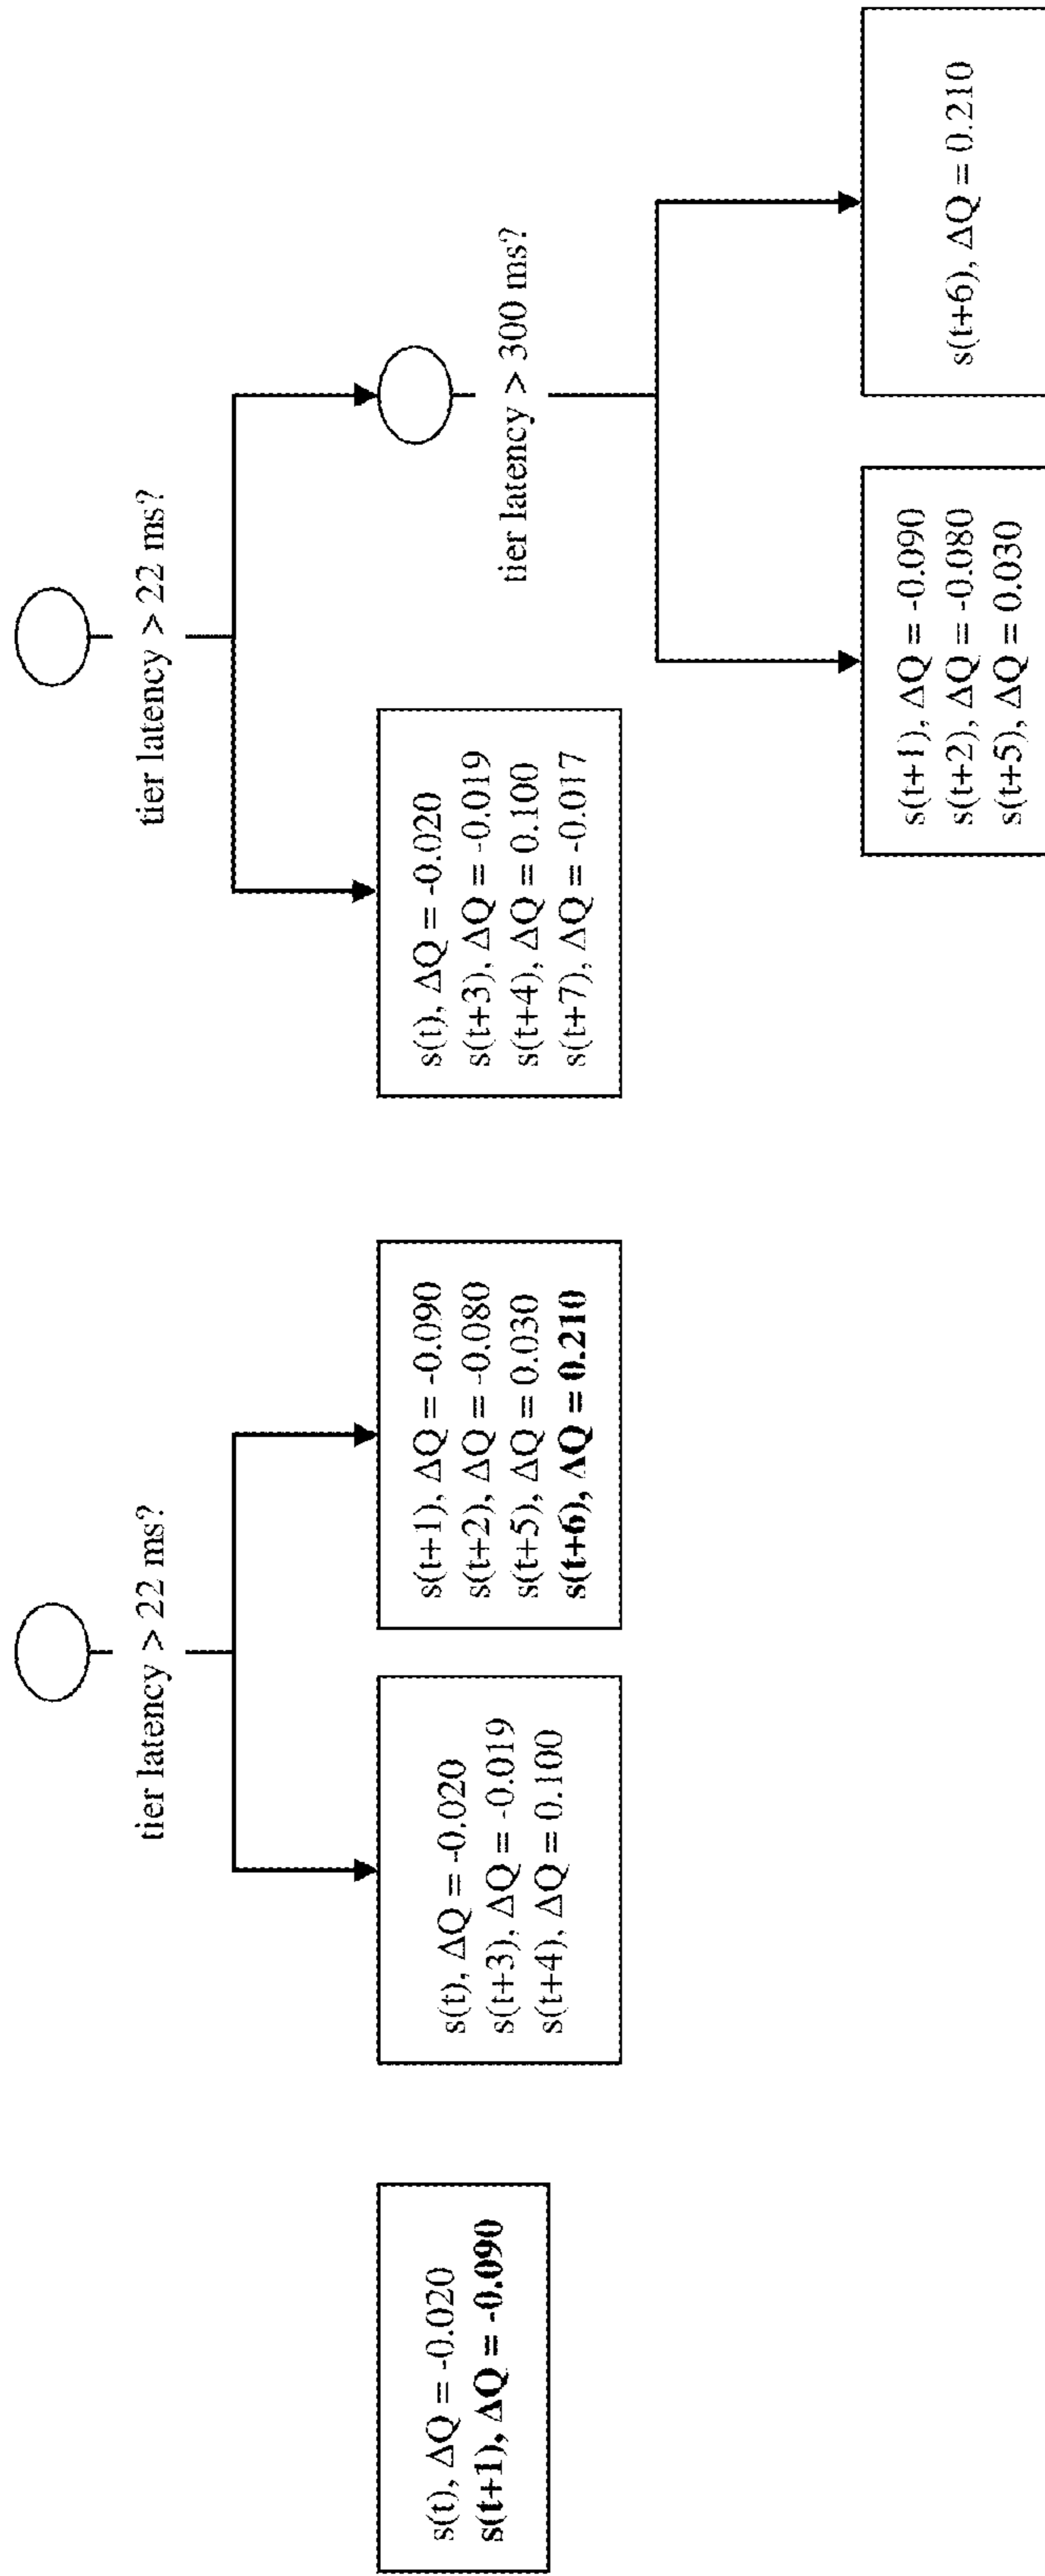 s(t), ΔQ = -0.020
s(t+1), ΔQ = -0.090
tier latency > 22 ms?
s(t), ΔQ = -0.020
s(t+3), ΔQ = -0.019
s(t+4), ΔQ = 0.100
s(t+1), ΔQ = -0.090
s(t+2), ΔQ = -0.080
s(t+5), ΔQ = 0.030
s(t+6), ΔQ = 0.210
tier latency > 22 ms?
s(t), ΔQ = -0.020
s(t+3), ΔQ = -0.019
s(t+4), ΔQ = 0.100
s(t+7), ΔQ = -0.017
tier latency > 300 ms?
s(t+1), ΔQ = -0.090
s(t+2), ΔQ = -0.080
s(t+5), ΔQ = 0.030
s(t+6), ΔQ = 0.210